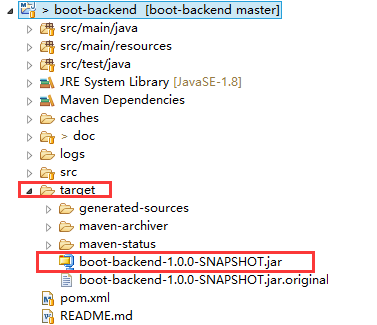 > boot-backend [boot-backend master]
src/main/java
src/main/resources
src/test/java
JRE System Library [JavaSE-1.8]
Maven Dependencies
caches
> doc
logs
src
target
generated-sources
maven-archiver
maven-status
boot-backend-1.0.0-SNAPSHOT.jar
boot-backend-1.0.0-SNAPSHOT.jar.original
pom.xml
README.md